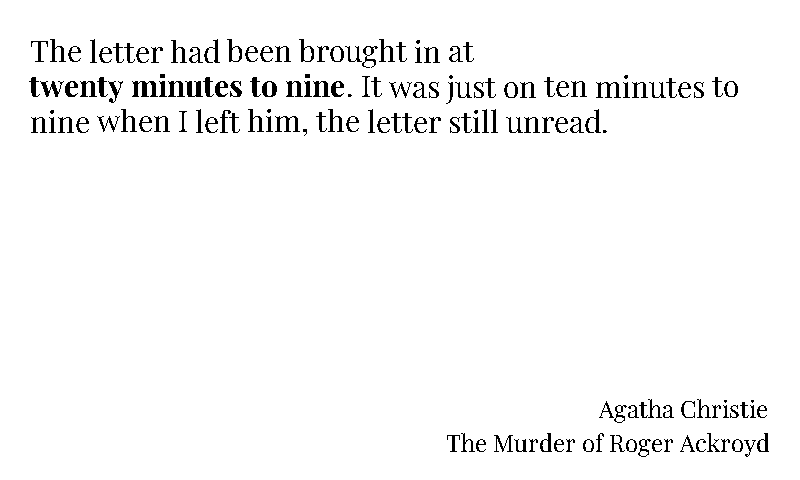 The letter had been brought in at
twenty minutes to nine. It was just on ten minutes to
nine when I left him, the letter still unread.
Agatha Christie
The Murder of Roger Ackroyd